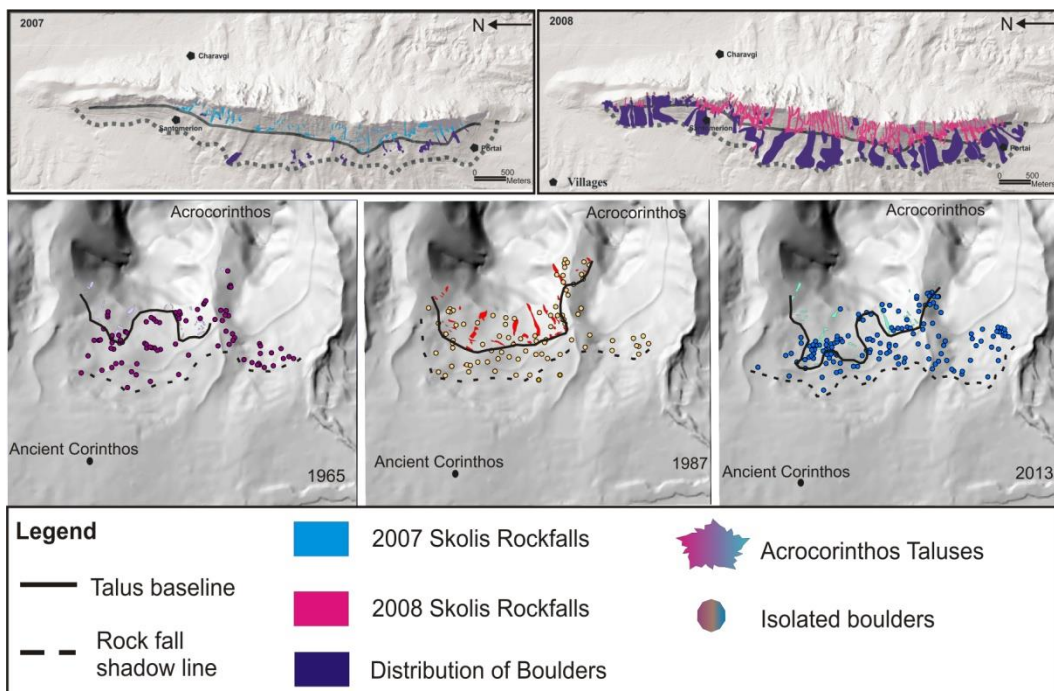 2007
N
Charavgi
Santomerion
Portai
0 500
Meters
2008
N
Charavgi
Santomerion
Portai
Villages
0 500
Meters
Acrocorinthos
Ancient Corinthos
1965
Acrocorinthos
Ancient Corinthos
1987
Acrocorinthos
Ancient Corinthos
2013
Legend
Talus baseline
Rock fall
shadow line
2007 Skolis Rockfalls
2008 Skolis Rockfalls
Distribution of Boulders
Acrocorinthos Taluses
Isolated boulders